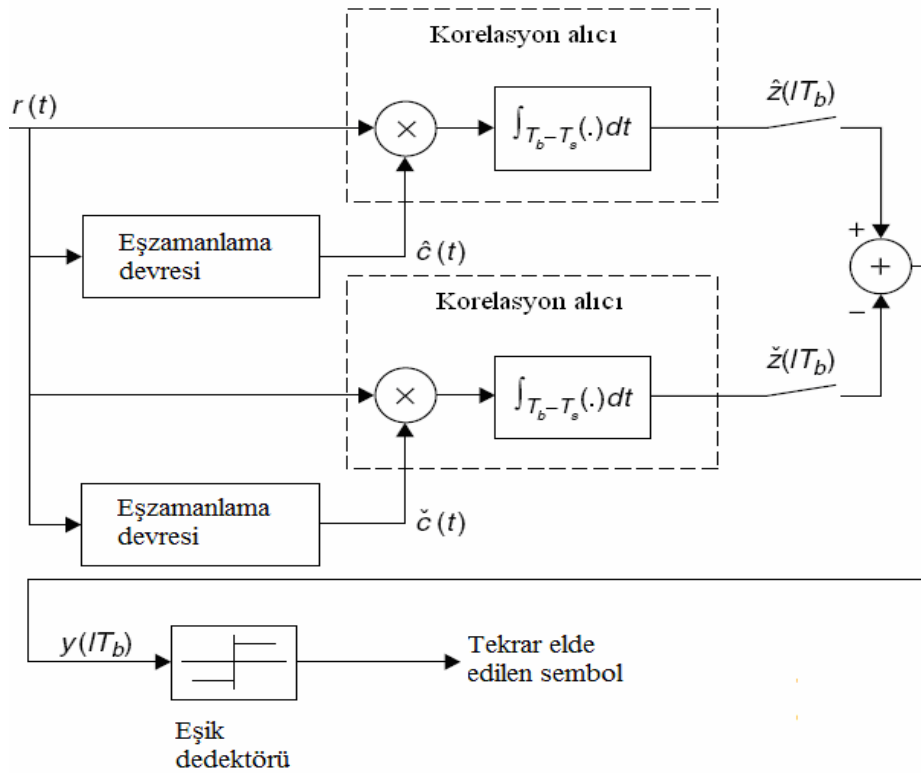 Korelasyon alıcı
r(t)
×
∫_{T_b−T_s}(.)dt
ẑ(lT_b)
Eşzamanlama
devresi
ĉ(t)
+
+
−
Korelasyon alıcı
×
∫_{T_b−T_s}(.)dt
ž(lT_b)
Eşzamanlama
devresi
č(t)
y(lT_b)
Tekrar elde
edilen sembol
Eşik
dedektörü